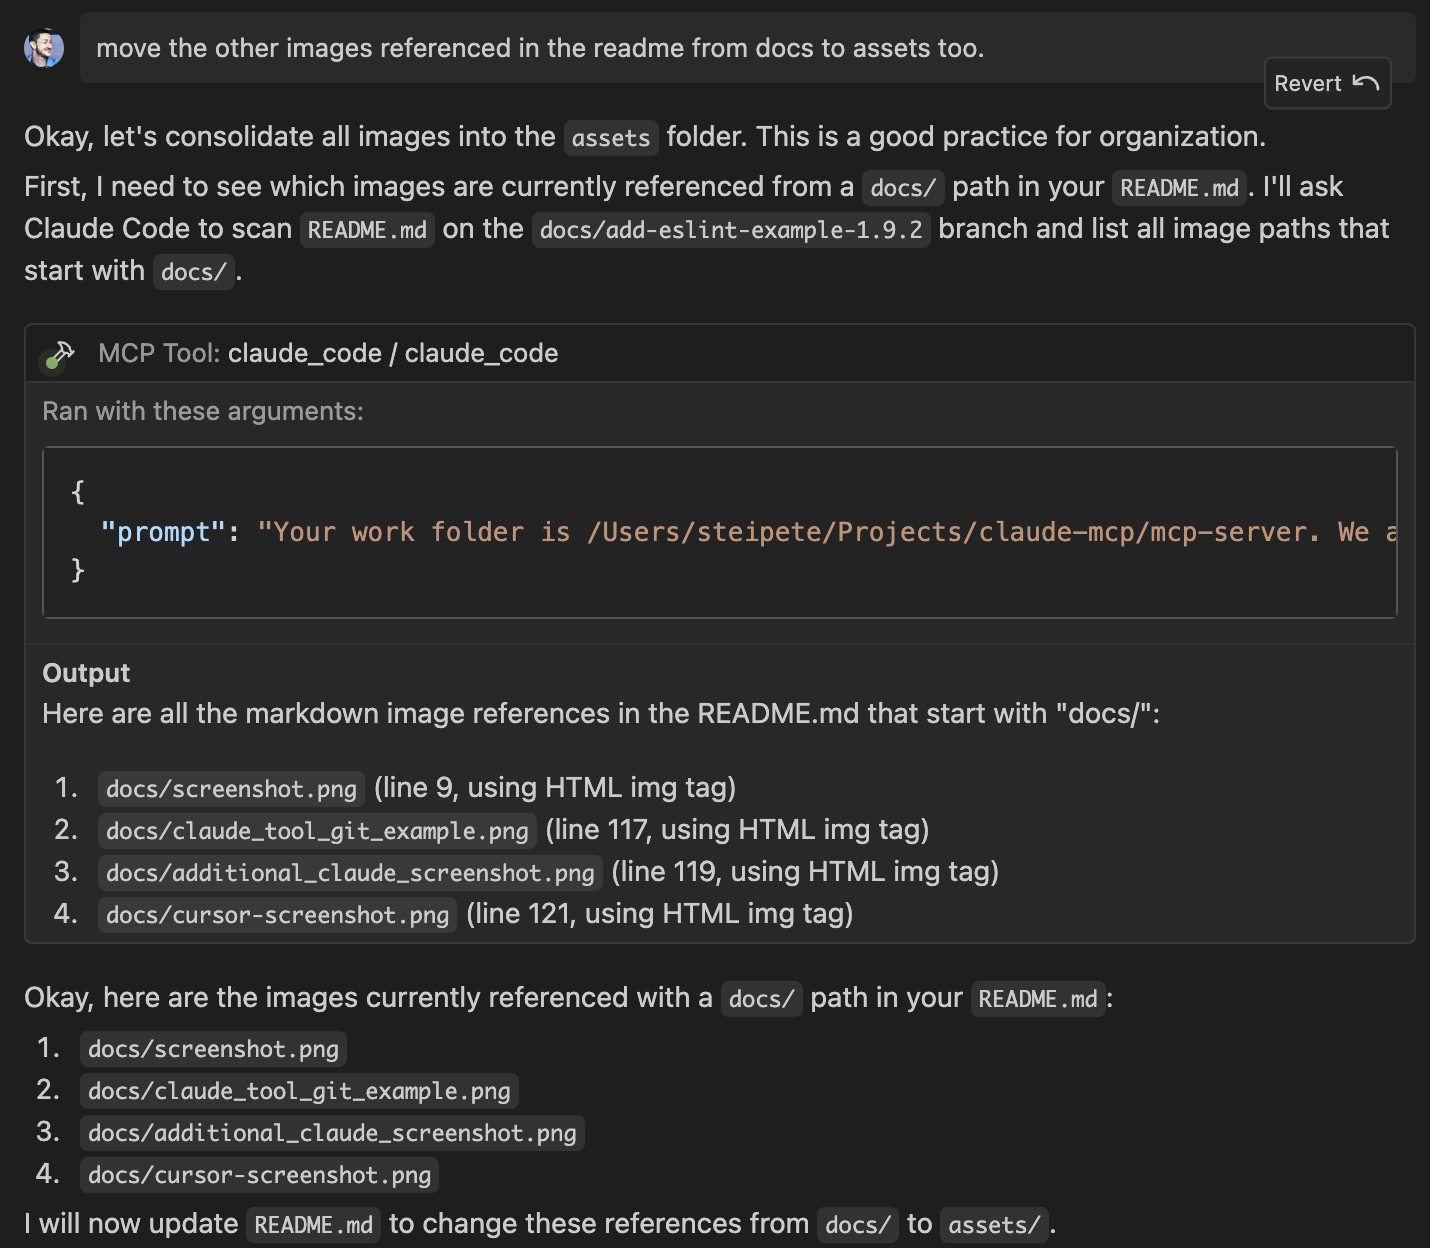 move the other images referenced in the readme from docs to assets too.
Revert
Okay, let's consolidate all images into the assets folder. This is a good practice for organization.
First, I need to see which images are currently referenced from a docs/ path in your README.md. I'll ask
Claude Code to scan README.md on the docs/add-eslint-example-1.9.2 branch and list all image paths that
start with docs/.
MCP Tool: claude_code / claude_code
Ran with these arguments:
{
"prompt": "Your work folder is /Users/steipete/Projects/claude-mcp/mcp-server. We a
}
Output
Here are all the markdown image references in the README.md that start with "docs/":
1. docs/screenshot.png (line 9, using HTML img tag)
2. docs/claude_tool_git_example.png (line 117, using HTML img tag)
3. docs/additional_claude_screenshot.png (line 119, using HTML img tag)
4. docs/cursor-screenshot.png (line 121, using HTML img tag)
Okay, here are the images currently referenced with a docs/ path in your README.md:
1. docs/screenshot.png
2. docs/claude_tool_git_example.png
3. docs/additional_claude_screenshot.png
4. docs/cursor-screenshot.png
I will now update README.md to change these references from docs/ to assets/.